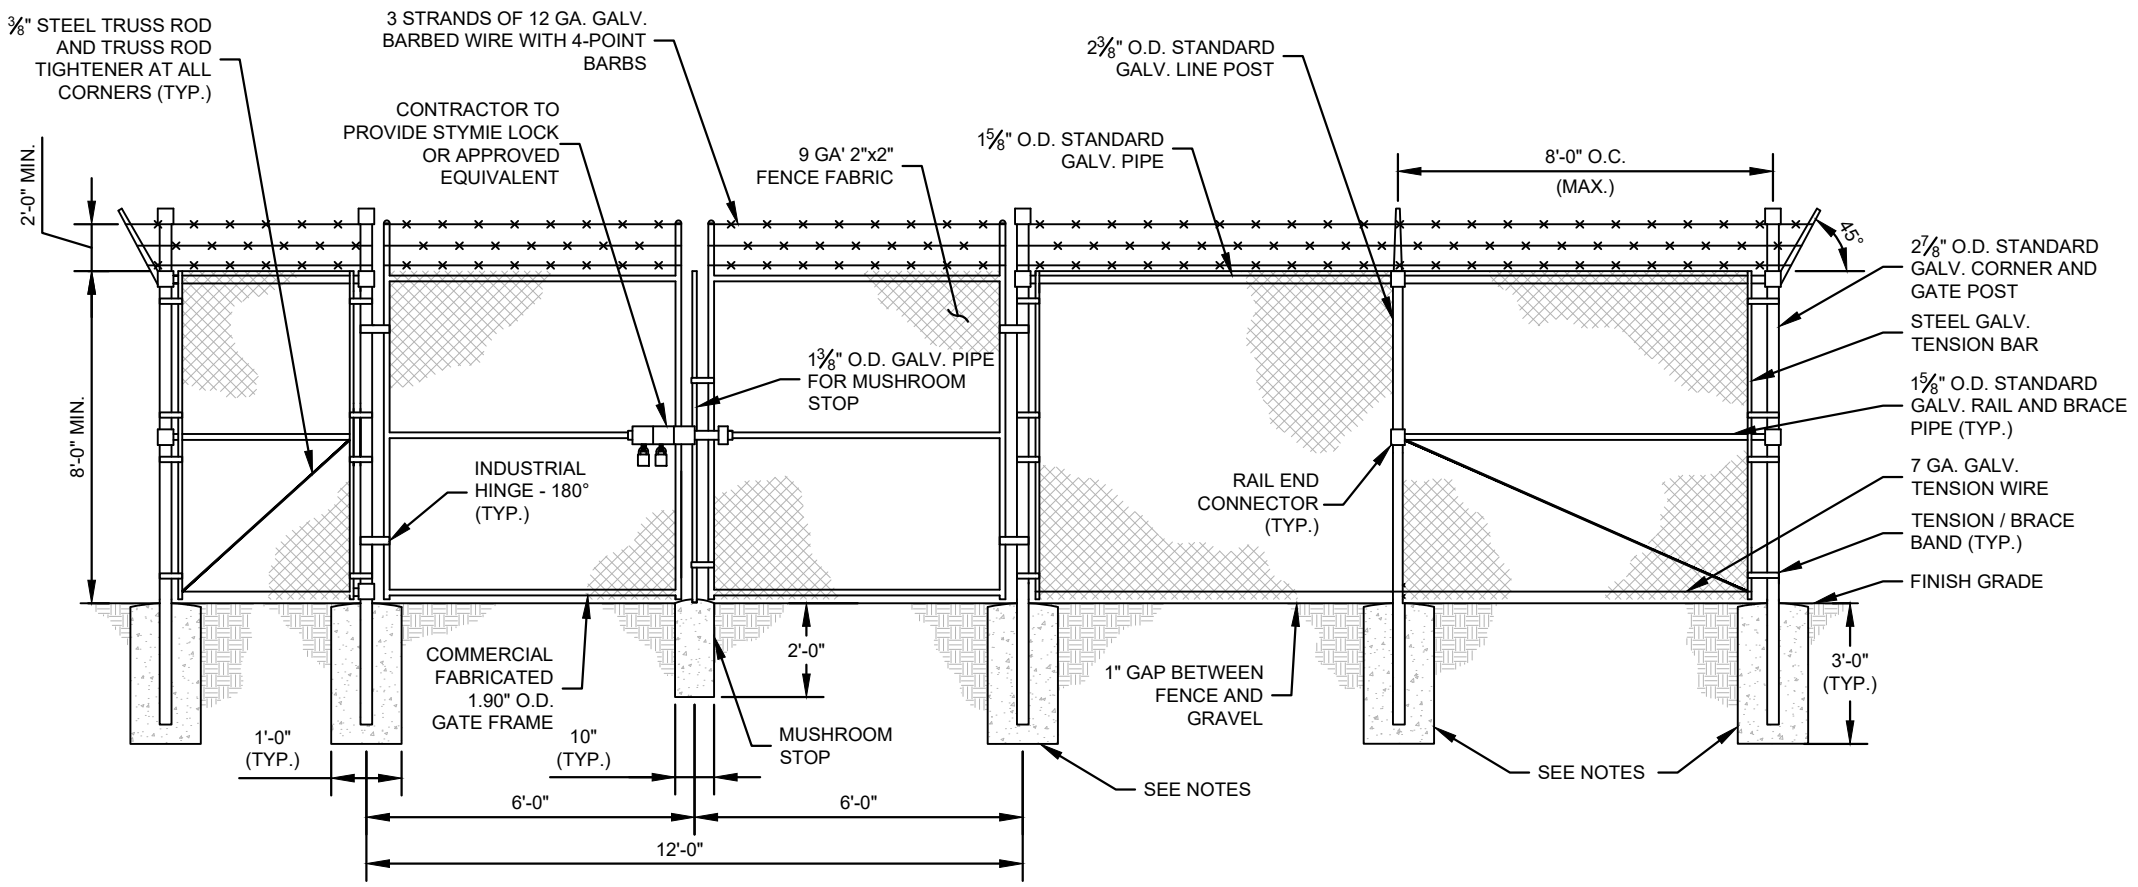 ⅜" STEEL TRUSS ROD
AND TRUSS ROD
TIGHTENER AT ALL
CORNERS (TYP.)
3 STRANDS OF 12 GA. GALV.
BARBED WIRE WITH 4-POINT
BARBS
CONTRACTOR TO
PROVIDE STYMIE LOCK
OR APPROVED
EQUIVALENT
9 GA' 2"x2"
FENCE FABRIC
2⅜" O.D. STANDARD
GALV. LINE POST
1⅝" O.D. STANDARD
GALV. PIPE
8'-0" O.C.
(MAX.)
2'-0" MIN.
45°
2⅞" O.D. STANDARD
GALV. CORNER AND
GATE POST
STEEL GALV.
TENSION BAR
1⅝" O.D. STANDARD
GALV. RAIL AND BRACE
PIPE (TYP.)
7 GA. GALV.
TENSION WIRE
TENSION / BRACE
BAND (TYP.)
FINISH GRADE
8'-0" MIN.
1⅜" O.D. GALV. PIPE
FOR MUSHROOM
STOP
INDUSTRIAL
HINGE - 180°
(TYP.)
RAIL END
CONNECTOR
(TYP.)
COMMERCIAL
FABRICATED
1.90" O.D.
GATE FRAME
2'-0"
1" GAP BETWEEN
FENCE AND
GRAVEL
3'-0"
(TYP.)
1'-0"
(TYP.)
10"
(TYP.)
MUSHROOM
STOP
SEE NOTES
SEE NOTES
6'-0"
6'-0"
12'-0"